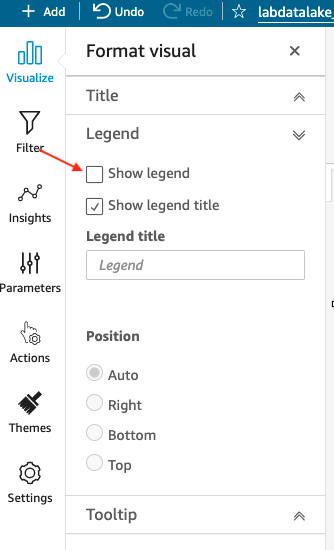 + Add Undo Redo ☆ labdatalake_
Visualize
Format visual ×
Title
Filter
Legend
Show legend
Insights
Show legend title
Legend title
Legend
Parameters
Position
Actions
Auto
Right
Themes
Bottom
Top
Settings
Tooltip